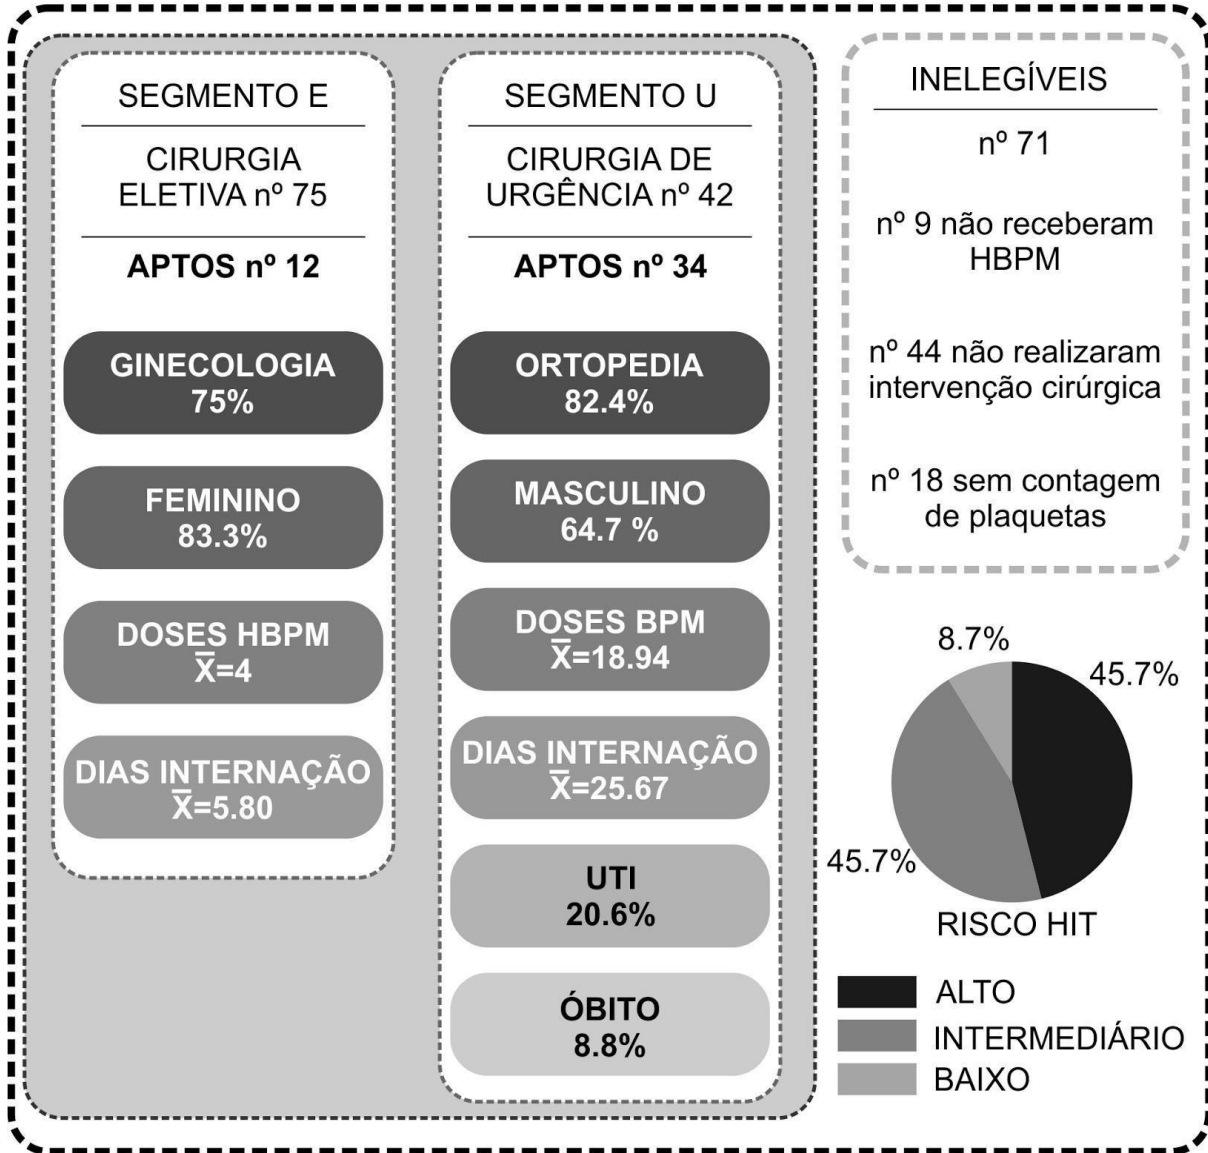 SEGMENTO E
CIRURGIA
ELETIVA nº 75
APTOS nº 12
GINECOLOGIA
75%
FEMININO
83.3%
DOSES HBPM
X̅=4
DIAS INTERNAÇÃO
X̅=5.80
SEGMENTO U
CIRURGIA DE
URGÊNCIA nº 42
APTOS nº 34
ORTOPEDIA
82.4%
MASCULINO
64.7 %
DOSES BPM
X̅=18.94
DIAS INTERNAÇÃO
X̅=25.67
UTI
20.6%
ÓBITO
8.8%
INELEGÍVEIS
nº 71
nº 9 não receberam
HBPM
nº 44 não realizaram
intervenção cirúrgica
nº 18 sem contagem
de plaquetas
8.7%
45.7%
45.7%
RISCO HIT
ALTO
INTERMEDIÁRIO
BAIXO